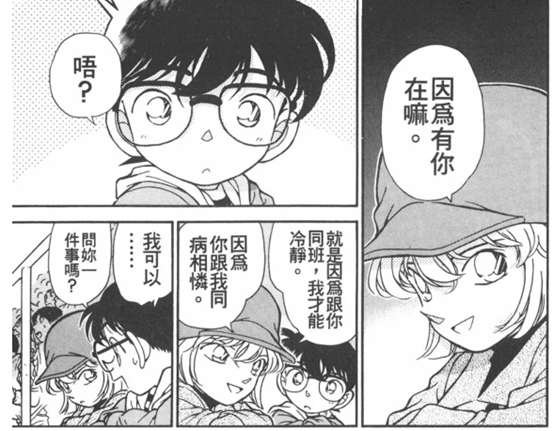 因爲有你
在嘛。
唔？
就是因爲跟你
同班，我才能
冷靜。
因爲
你跟我同
病相憐。
我可以
……
問妳一
件事嗎？